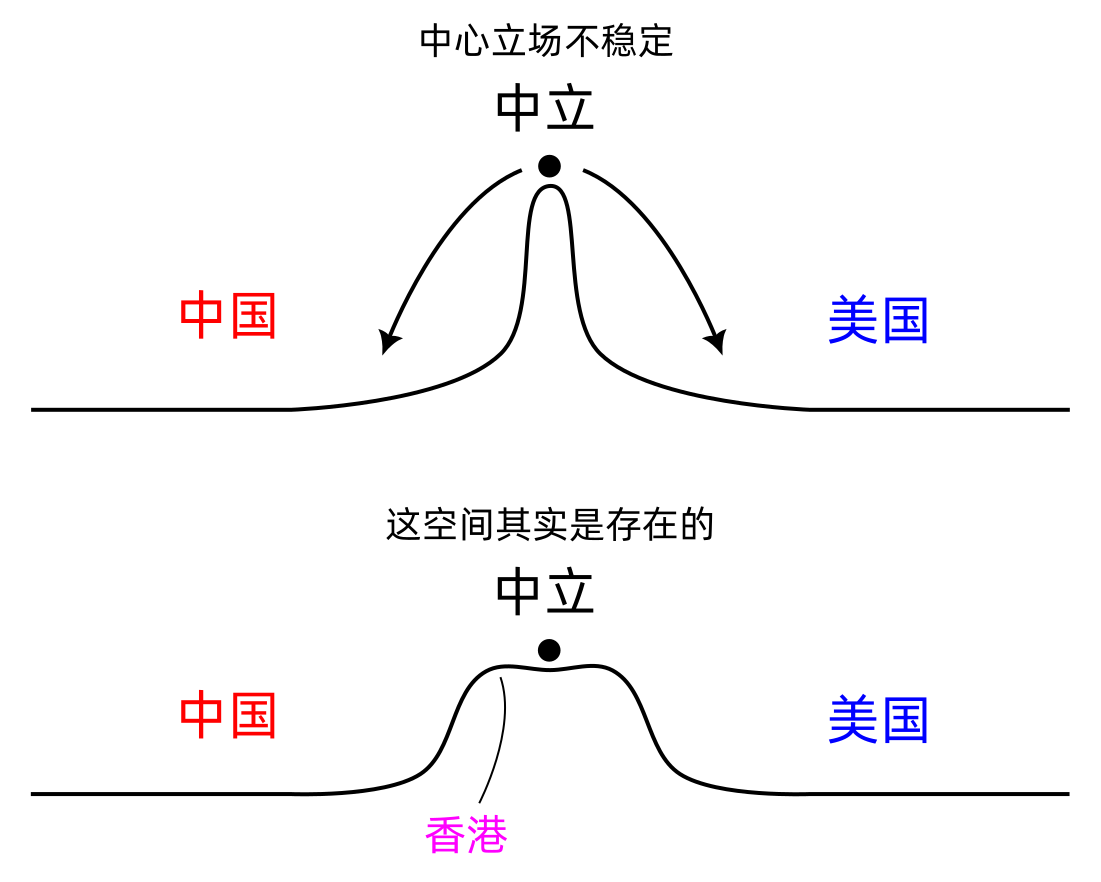 中心立场不稳定
中立
中国
美国
这空间其实是存在的
中立
中国
美国
香港